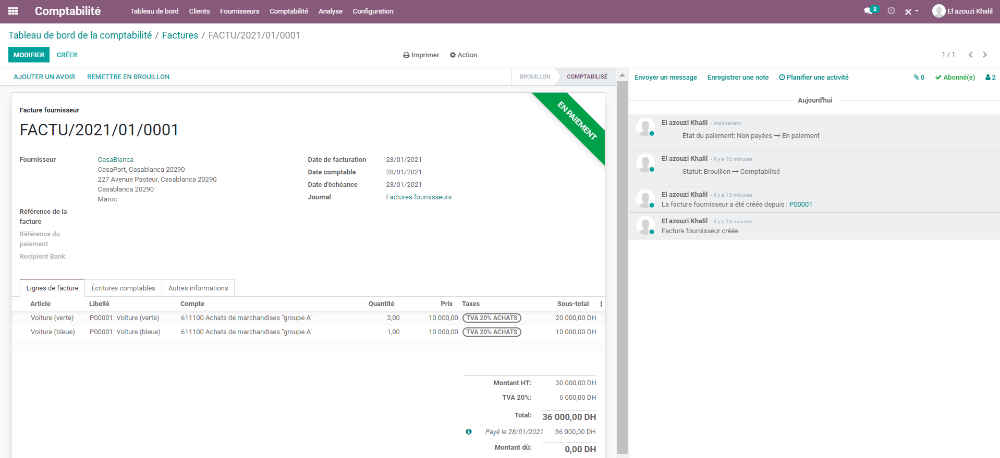 Comptabilité Tableau de bord Clients Fournisseurs Comptabilité Analyse Configuration 2 El azouzi Khalil
Tableau de bord de la comptabilité / Factures / FACTU/2021/01/0001
MODIFIER CRÉER Imprimer Action 1 / 1
AJOUTER UN AVOIR REMETTRE EN BROUILLON BROUILLON COMPTABILISÉ
EN PAIEMENT
Facture fournisseur
FACTU/2021/01/0001
Fournisseur CasaBlanca
CasaPort, Casablanca 20290
227 Avenue Pasteur, Casablanca 20290
Casablanca 20290
Maroc
Date de facturation 28/01/2021
Date comptable 28/01/2021
Date d'échéance 28/01/2021
Journal Factures fournisseurs
Référence de la
facture
Référence du
paiement
Recipient Bank
Lignes de facture Écritures comptables Autres informations
Article Libellé Compte Quantité Prix Taxes Sous-total
Voiture (verte) P00001: Voiture (verte) 611100 Achats de marchandises "groupe A" 2,00 10 000,00 TVA 20% ACHATS 20 000,00 DH
Voiture (bleue) P00001: Voiture (bleue) 611100 Achats de marchandises "groupe A" 1,00 10 000,00 TVA 20% ACHATS 10 000,00 DH
Montant HT: 30 000,00 DH
TVA 20%: 6 000,00 DH
Total: 36 000,00 DH
Payé le 28/01/2021 36 000,00 DH
Montant dû: 0,00 DH
Envoyer un message Enregistrer une note Planifier une activité 0 Abonné(e) 2
Aujourd'hui
El azouzi Khalil - maintenant
État du paiement: Non payées → En paiement
El azouzi Khalil - il y a 10 minutes
Statut: Brouillon → Comptabilisé
El azouzi Khalil - il y a 13 minutes
La facture fournisseur a été créée depuis : P00001
El azouzi Khalil - il y a 13 minutes
Facture fournisseur créée